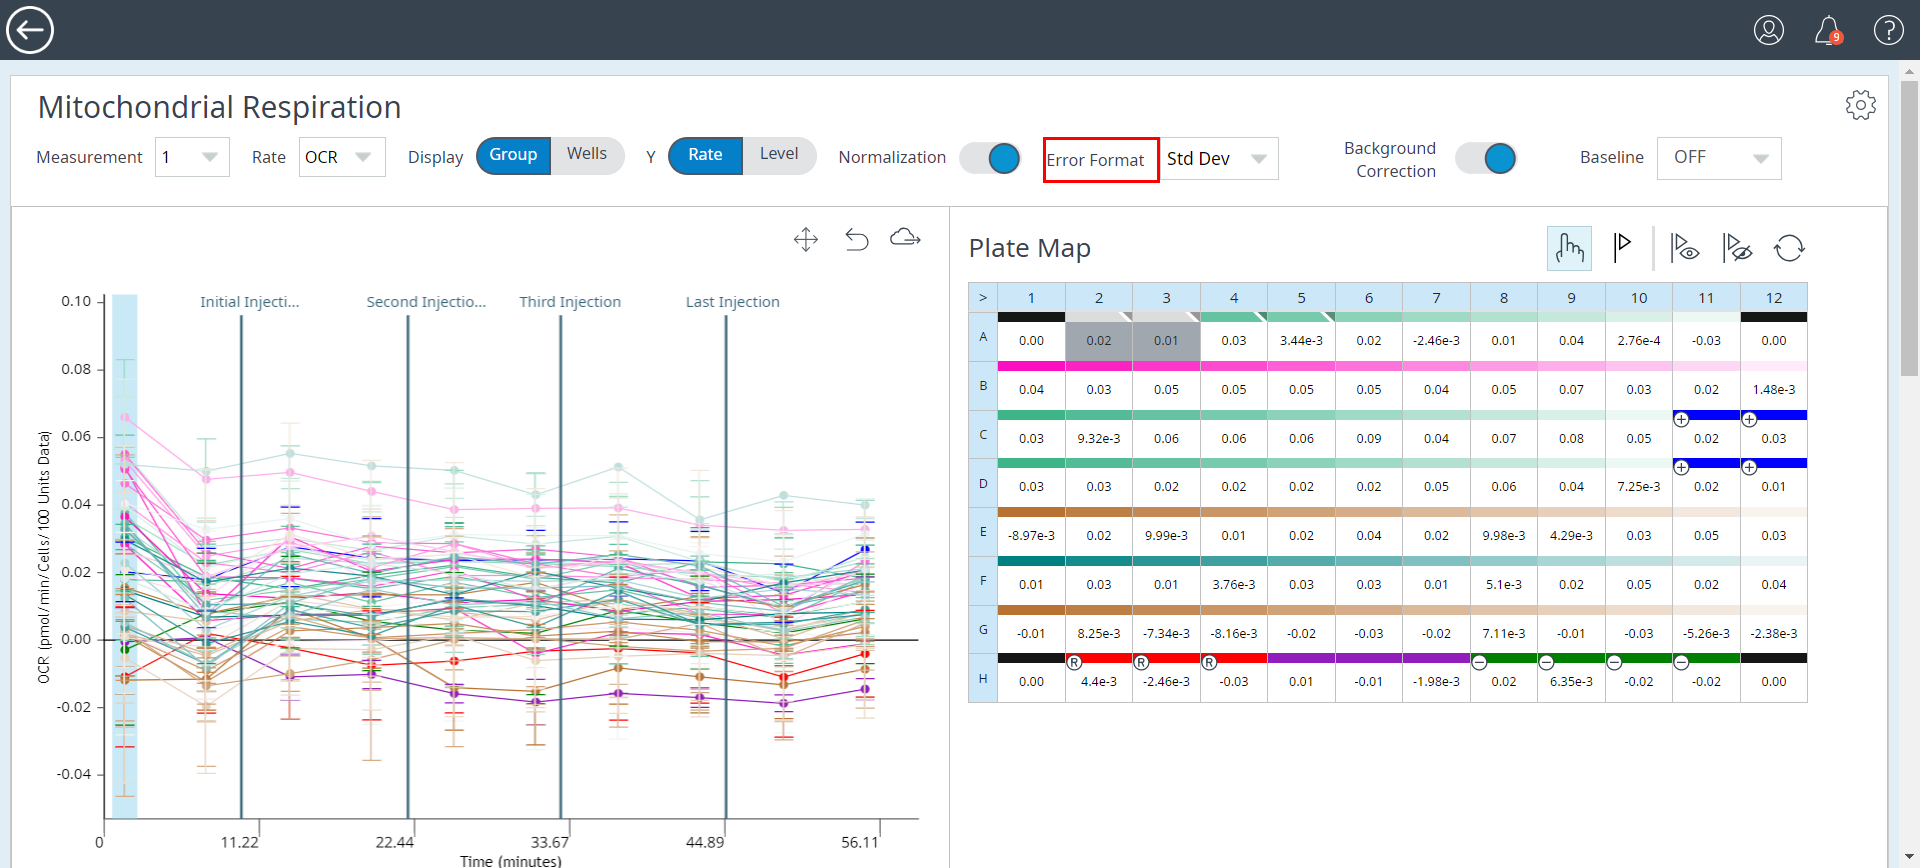 9 ?
Mitochondrial Respiration
Measurement 1 Rate OCR Display Group Wells Y Rate Level Normalization Error Format Std Dev Background Correction Baseline OFF
Initial Injecti... Second Injectio... Third Injection Last Injection
0.10
0.08
0.06
0.04
0.02
0.00
-0.02
-0.04
OCR (pmol/min/Cells/100 Units Data)
0 11.22 22.44 33.67 44.89 56.11
Time (minutes)
Plate Map
> 1 2 3 4 5 6 7 8 9 10 11 12
A 0.00 0.02 0.01 0.03 3.44e-3 0.02 -2.46e-3 0.01 0.04 2.76e-4 -0.03 0.00
B 0.04 0.03 0.05 0.05 0.05 0.05 0.04 0.05 0.07 0.03 0.02 1.48e-3
C 0.03 9.32e-3 0.06 0.06 0.06 0.09 0.04 0.07 0.08 0.05 0.02 0.03
D 0.03 0.03 0.02 0.02 0.02 0.02 0.05 0.06 0.04 7.25e-3 0.02 0.01
E -8.97e-3 0.02 9.99e-3 0.01 0.02 0.04 0.02 9.98e-3 4.29e-3 0.03 0.05 0.03
F 0.01 0.03 0.01 3.76e-3 0.03 0.03 0.01 5.1e-3 0.02 0.05 0.02 0.04
G -0.01 8.25e-3 -7.34e-3 -8.16e-3 -0.02 -0.03 -0.02 7.11e-3 -0.01 -0.03 -5.26e-3 -2.38e-3
R R R
H 0.00 4.4e-3 -2.46e-3 -0.03 0.01 -0.01 -1.98e-3 0.02 6.35e-3 -0.02 -0.02 0.00